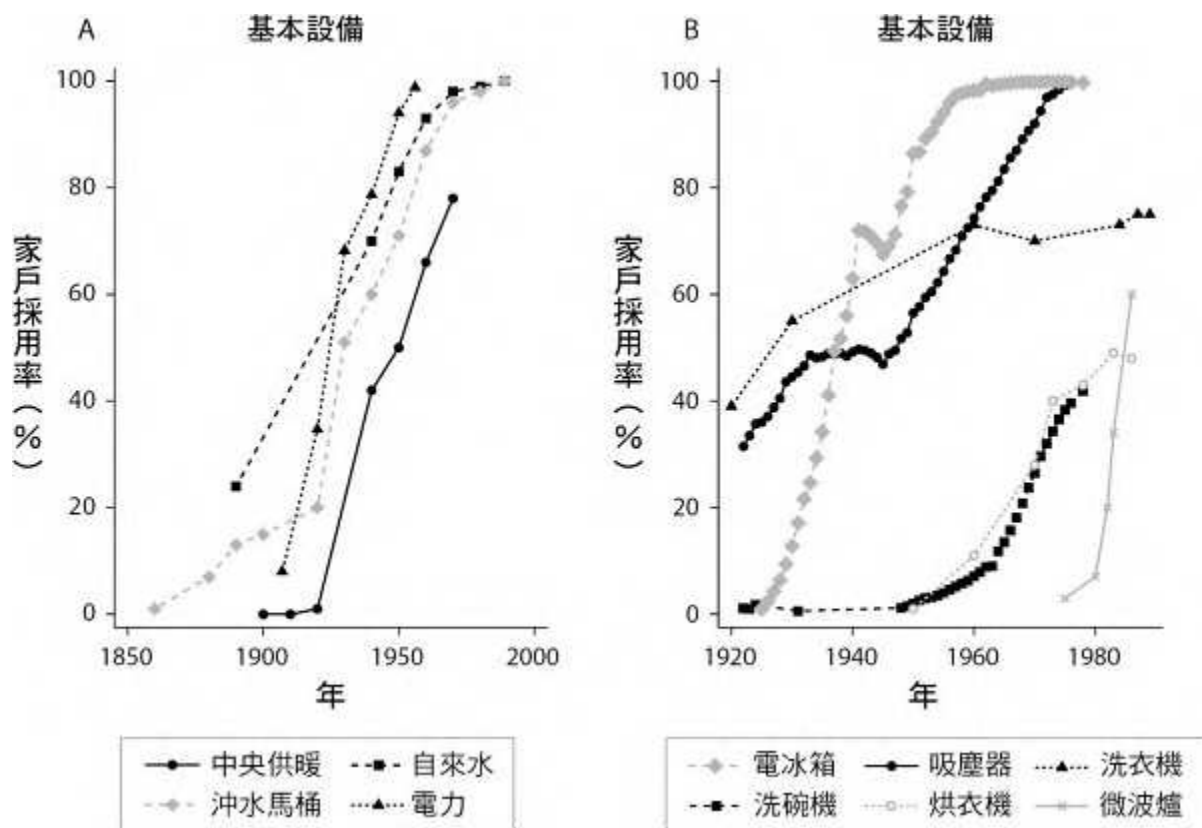 A 基本設備
家戶採用率(%)
100
80
60
40
20
0
1850 1900 1950 2000
年
中央供暖 自來水
沖水馬桶 電力
B 基本設備
家戶採用率(%)
100
80
60
40
20
0
1920 1940 1960 1980
年
電冰箱 吸塵器 洗衣機
洗碗機 烘衣機 微波爐